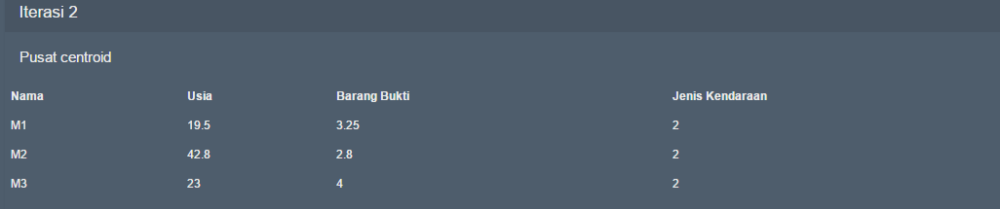 Iterasi 2
Pusat centroid
Nama Usia Barang Bukti Jenis Kendaraan
M1 19.5 3.25 2
M2 42.8 2.8 2
M3 23 4 2